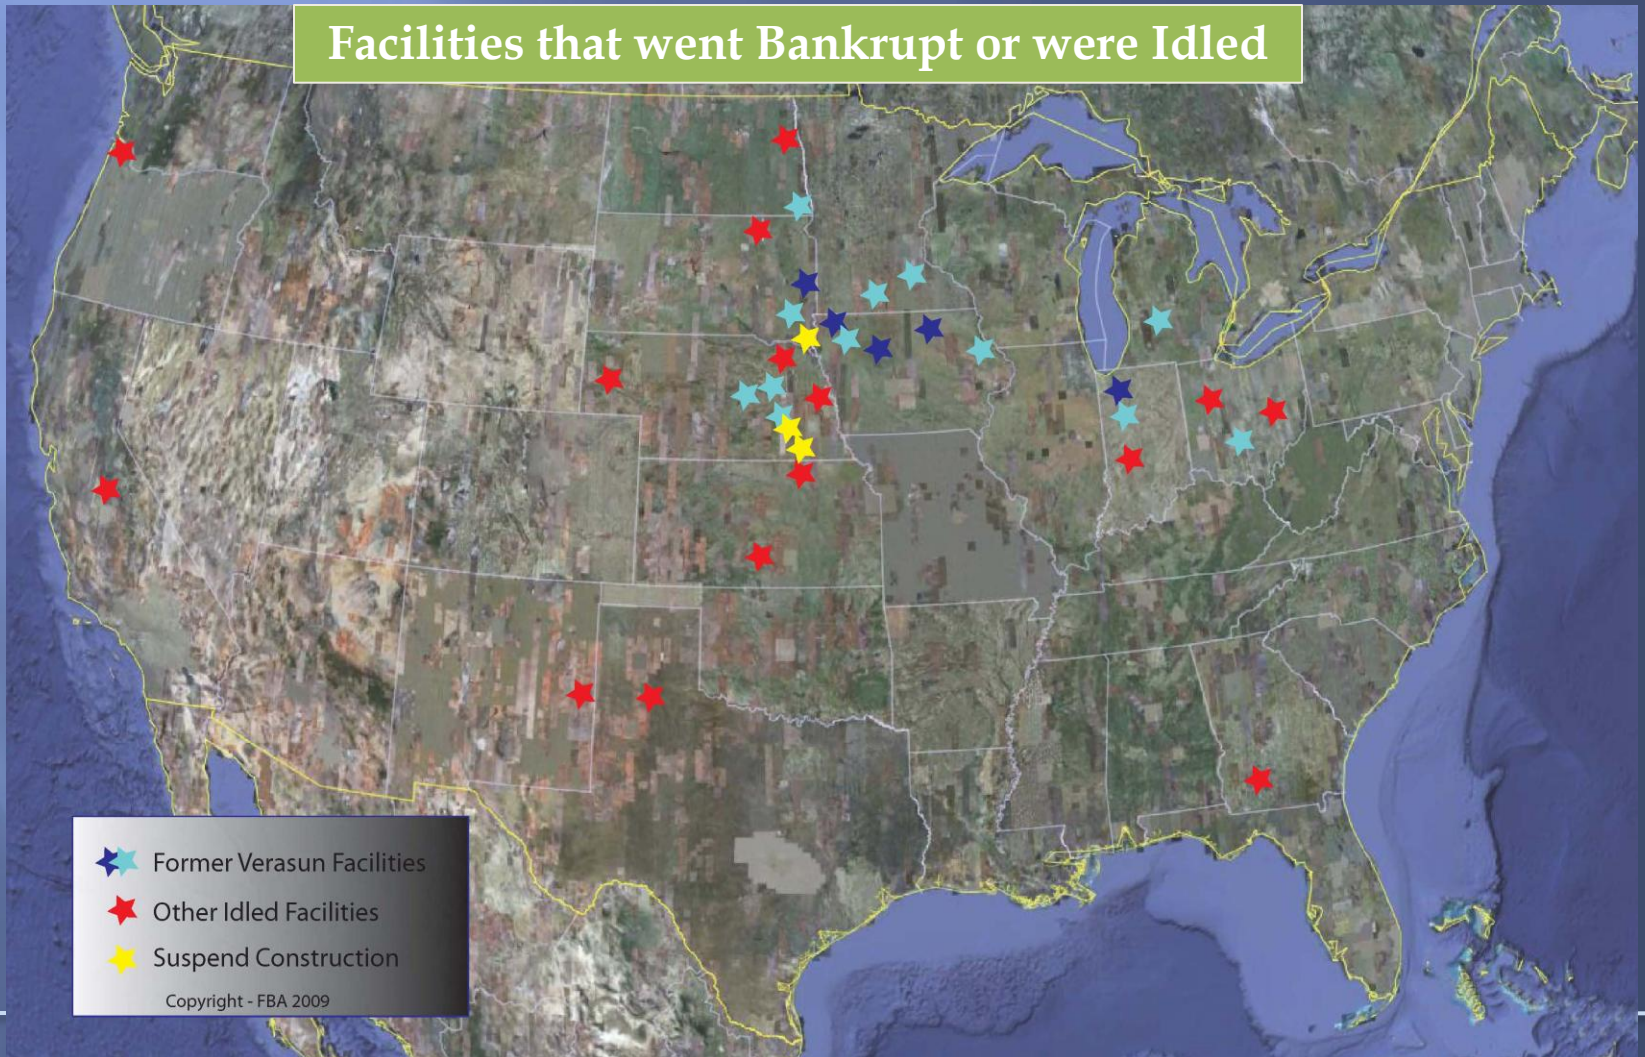 Facilities that went Bankrupt or were Idled
Former Verasun Facilities
Other Idled Facilities
Suspend Construction
Copyright - FBA 2009